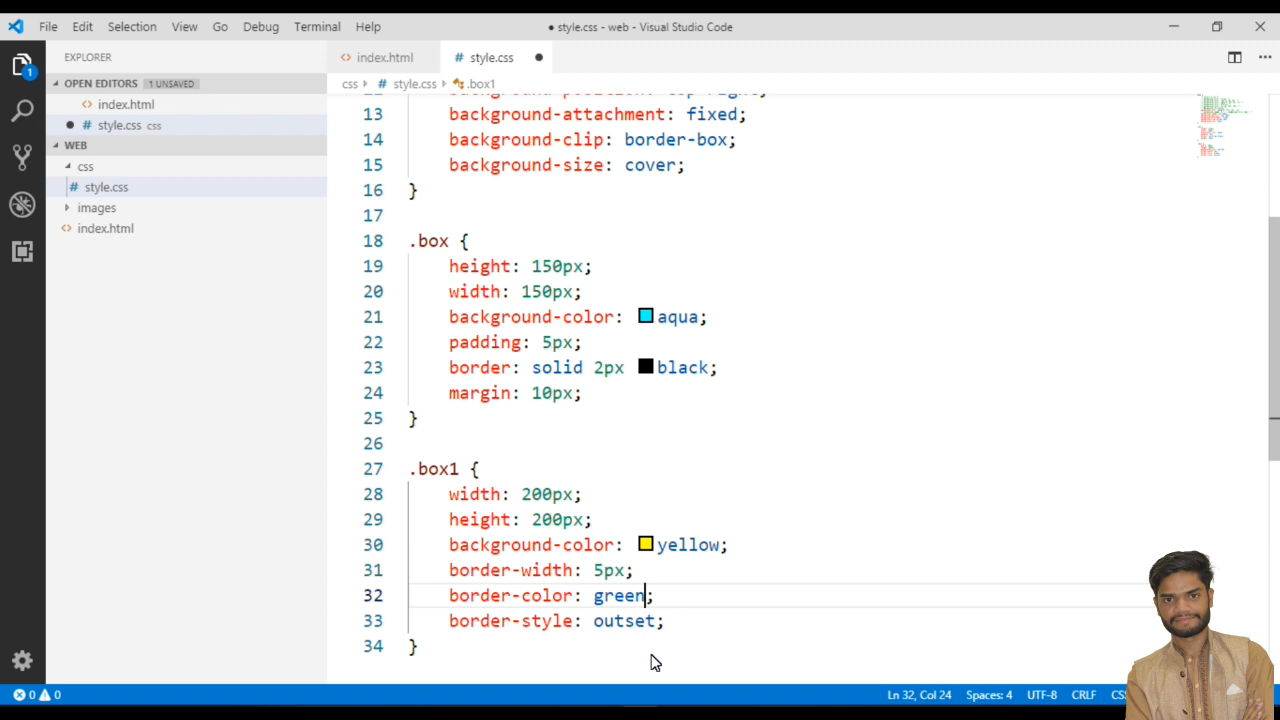 File Edit Selection View Go Debug Terminal Help
● style.css - web - Visual Studio Code
EXPLORER
index.html
style.css
OPEN EDITORS 1 UNSAVED
index.html
style.css css
WEB
css
style.css
images
index.html
1
css style.css .box1
13 background-attachment: fixed;
14 background-clip: border-box;
15 background-size: cover;
16 }
17
18 .box {
19 height: 150px;
20 width: 150px;
21 background-color: aqua;
22 padding: 5px;
23 border: solid 2px black;
24 margin: 10px;
25 }
26
27 .box1 {
28 width: 200px;
29 height: 200px;
30 background-color: yellow;
31 border-width: 5px;
32 border-color: green;
33 border-style: outset;
34 }
0 0
Ln 32, Col 24 Spaces: 4 UTF-8 CRLF